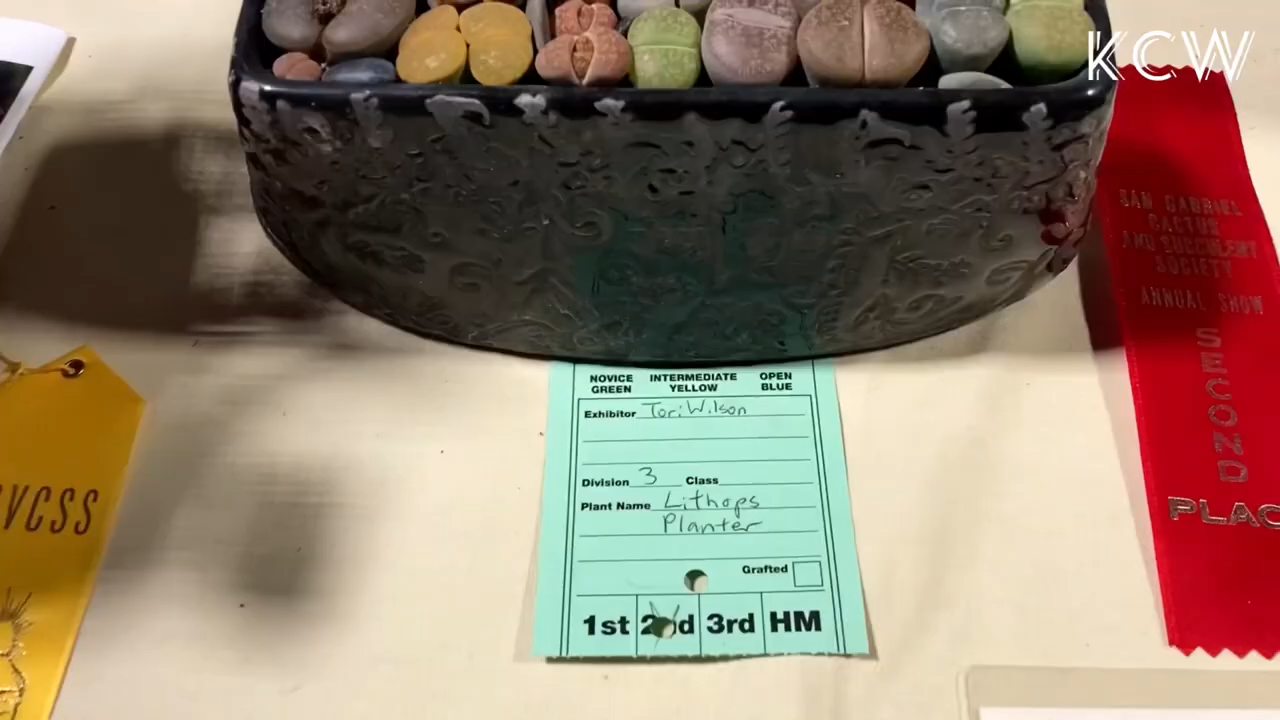 KCW
SAN GABRIEL
CACTUS
AND SUCCULENT
SOCIETY
ANNUAL SHOW
SECOND
PLAC
VCSS
NOVICE INTERMEDIATE OPEN
GREEN YELLOW BLUE
Exhibitor Tori Wilson
Division 3 Class
Plant Name Lithops
Planter
Grafted
1st 2nd 3rd HM